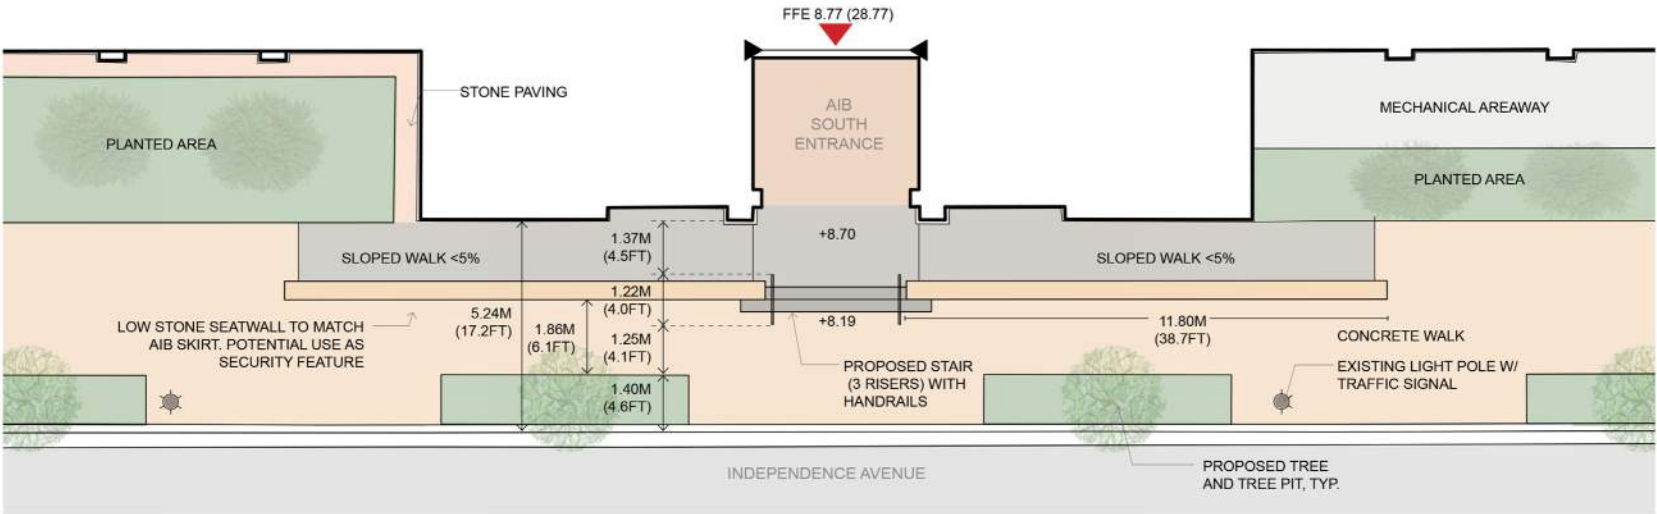 FFE 8.77 (28.77)
STONE PAVING
AIB
SOUTH
ENTRANCE
MECHANICAL AREAWAY
PLANTED AREA
PLANTED AREA
+8.70
1.37M
(4.5FT)
SLOPED WALK <5%
SLOPED WALK <5%
1.22M
(4.0FT)
5.24M
(17.2FT)
1.86M
(6.1FT)
1.25M
(4.1FT)
+8.19
11.80M
(38.7FT)
LOW STONE SEATWALL TO MATCH
AIB SKIRT. POTENTIAL USE AS
SECURITY FEATURE
CONCRETE WALK
PROPOSED STAIR
(3 RISERS) WITH
HANDRAILS
EXISTING LIGHT POLE W/
TRAFFIC SIGNAL
1.40M
(4.6FT)
INDEPENDENCE AVENUE
PROPOSED TREE
AND TREE PIT, TYP.